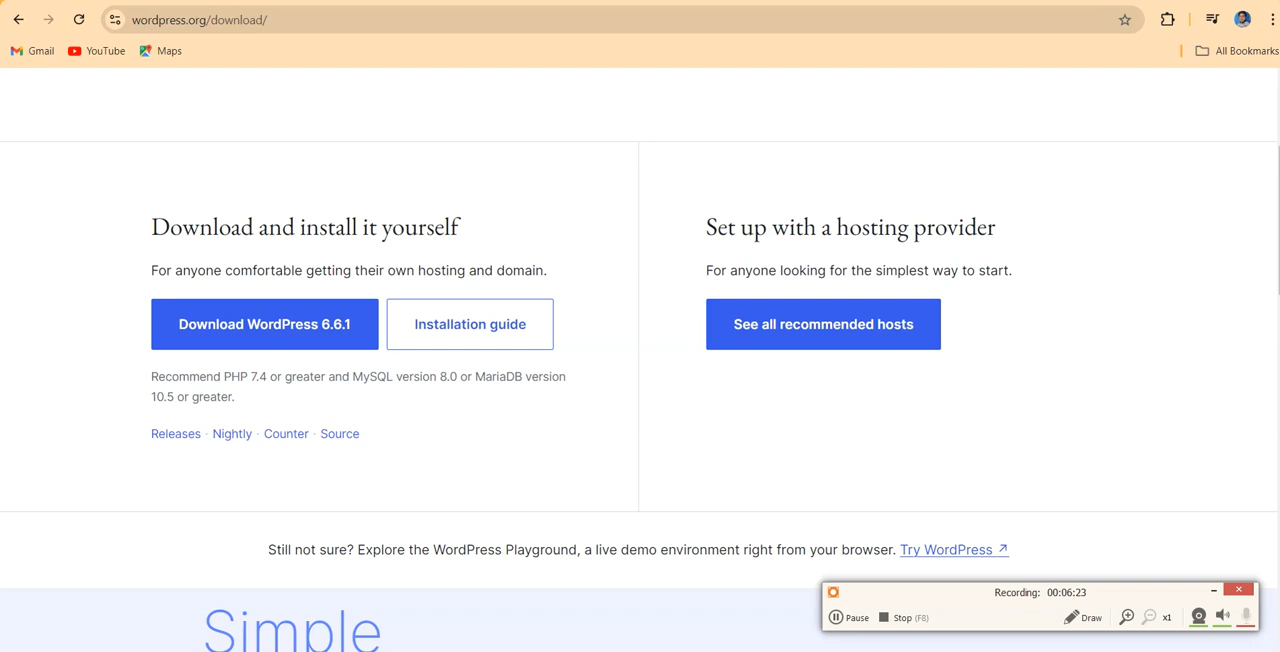 wordpress.org/download/
Gmail YouTube Maps All Bookmarks
Download and install it yourself
For anyone comfortable getting their own hosting and domain.
Download WordPress 6.6.1 Installation guide
Recommend PHP 7.4 or greater and MySQL version 8.0 or MariaDB version
10.5 or greater.
Releases · Nightly · Counter · Source
Set up with a hosting provider
For anyone looking for the simplest way to start.
See all recommended hosts
Still not sure? Explore the WordPress Playground, a live demo environment right from your browser. Try WordPress ↗
Simple
Recording: 00:06:23
Pause Stop (F8) Draw x1